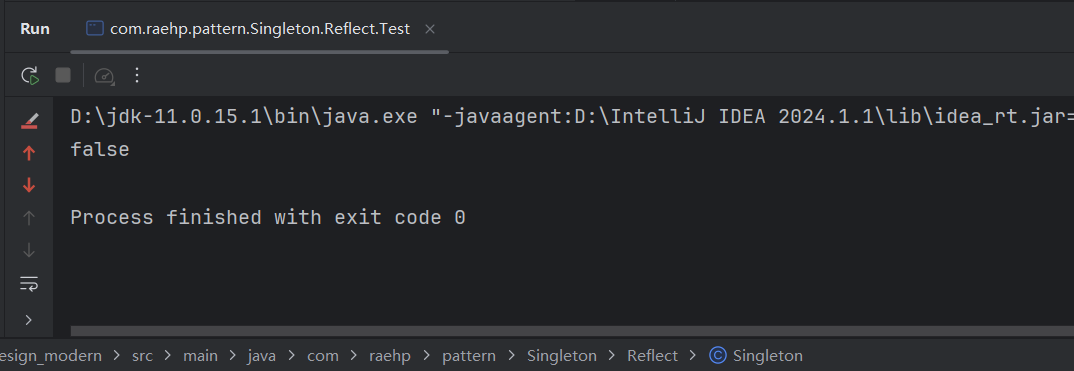 Run com.raehp.pattern.Singleton.Reflect.Test
D:\jdk-11.0.15.1\bin\java.exe "-javaagent:D:\IntelliJ IDEA 2024.1.1\lib\idea_rt.jar=
false
Process finished with exit code 0
esign_modern > src > main > java > com > raehp > pattern > Singleton > Reflect > © Singleton